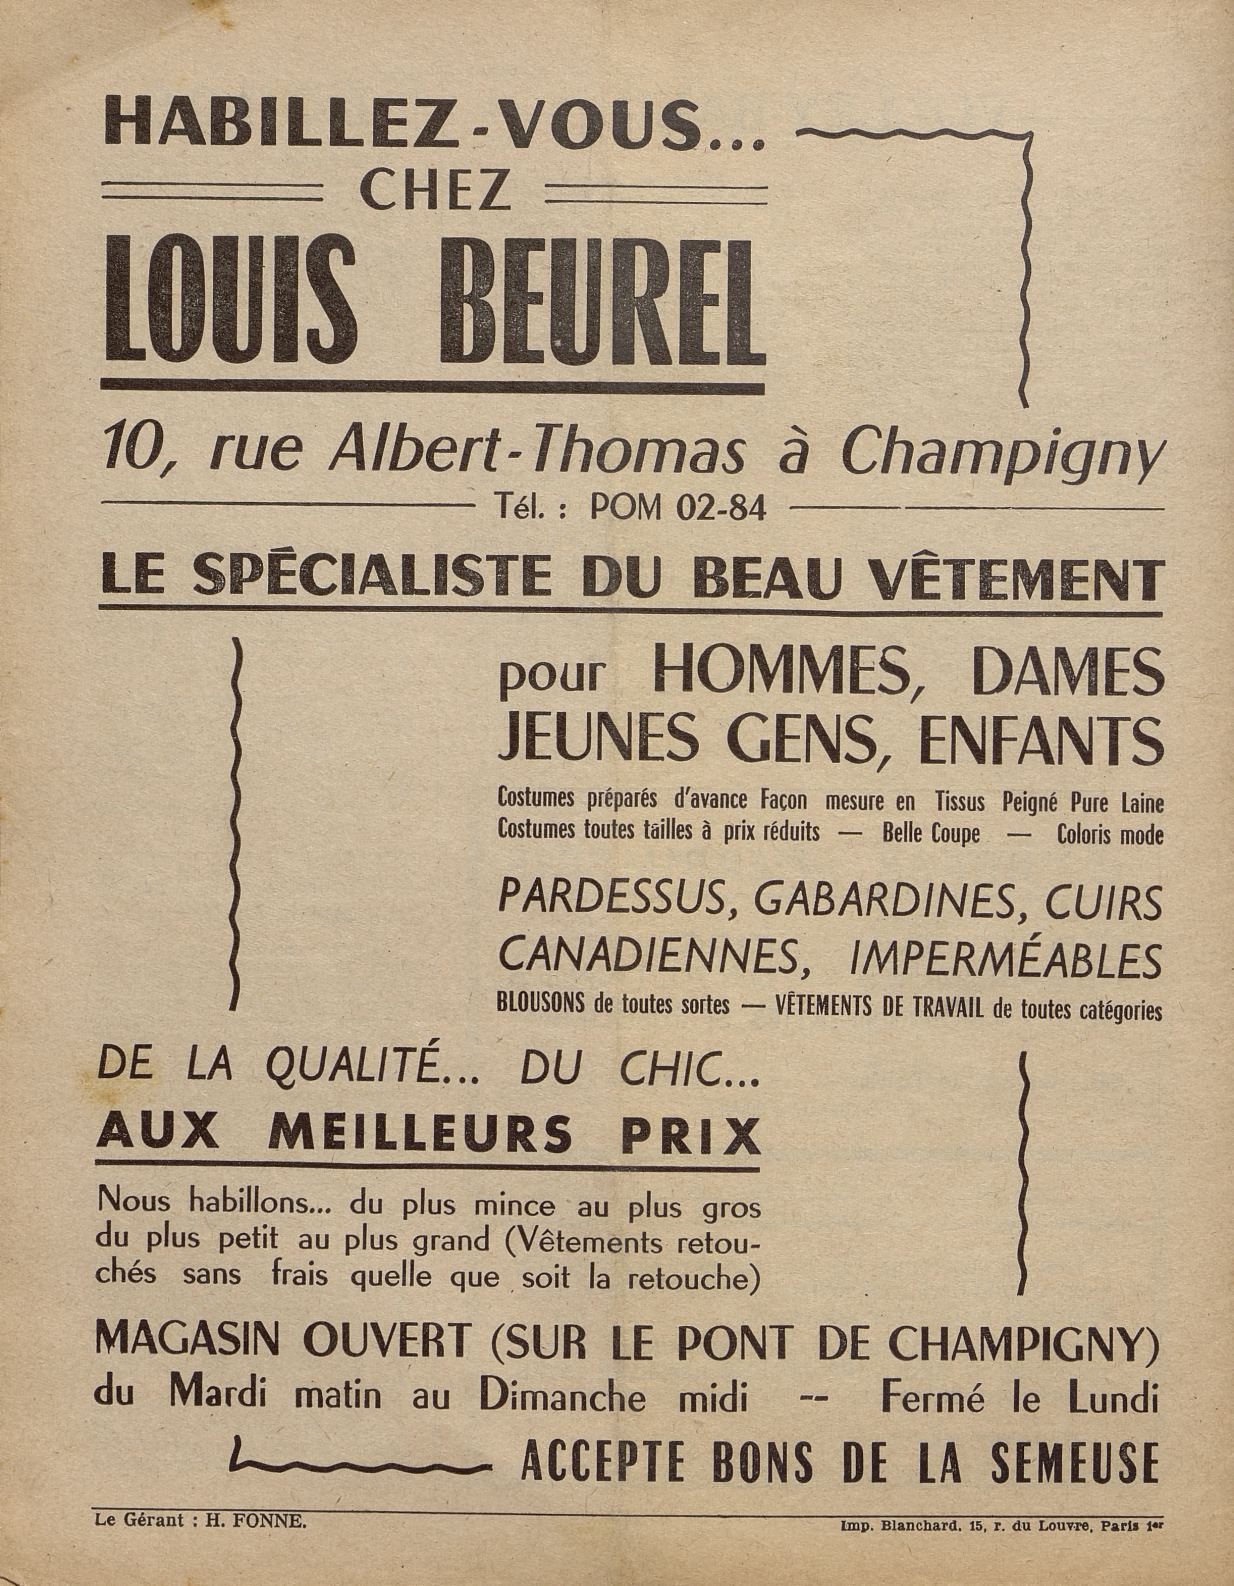 HABILLEZ-VOUS...
CHEZ
LOUIS BEUREL
10, rue Albert-Thomas à Champigny
Tél. : POM 02-84
LE SPÉCIALISTE DU BEAU VÊTEMENT
pour HOMMES, DAMES
JEUNES GENS, ENFANTS
Costumes préparés d'avance Façon mesure en Tissus Peigné Pure Laine
Costumes toutes tailles à prix réduits — Belle Coupe — Coloris mode
PARDESSUS, GABARDINES, CUIRS
CANADIENNES, IMPERMÉABLES
BLOUSONS de toutes sortes — VÊTEMENTS DE TRAVAIL de toutes catégories
DE LA QUALITÉ... DU CHIC...
AUX MEILLEURS PRIX
Nous habillons... du plus mince au plus gros
du plus petit au plus grand (Vêtements retou-
chés sans frais quelle que soit la retouche)
MAGASIN OUVERT (SUR LE PONT DE CHAMPIGNY)
du Mardi matin au Dimanche midi -- Fermé le Lundi
ACCEPTE BONS DE LA SEMEUSE
Le Gérant : H. FONNE.
Imp. Blanchard. 15, r. du Louvre, Paris 1er